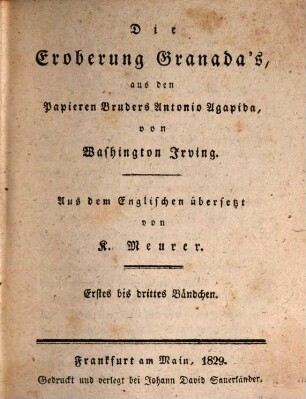 Die
Eroberung Granada's,
aus den
Papieren Bruders Antonio Agapida,
von
Washington Irving.
Aus dem Englischen übersetzt
von
K. Meurer.
Erstes bis drittes Bändchen.
Frankfurt am Main, 1829.
Gedruckt und verlegt bei Johann David Sauerländer.